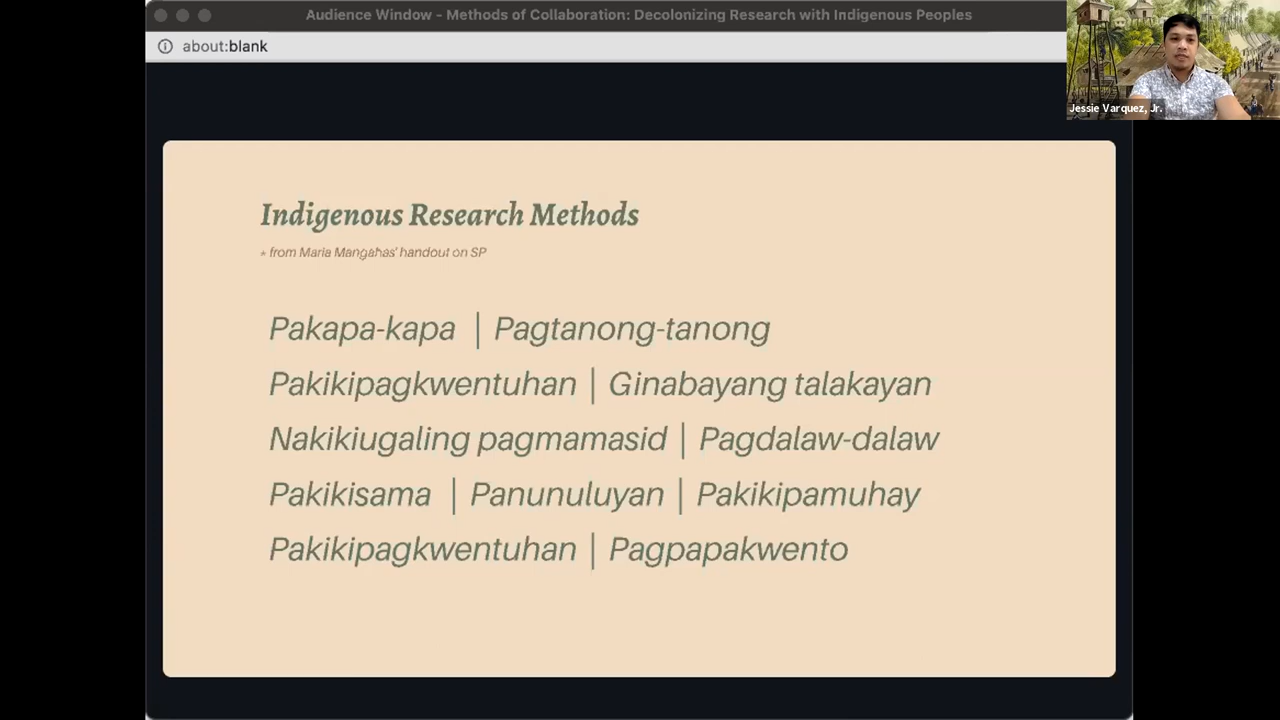 Audience Window - Methods of Collaboration: Decolonizing Research with Indigenous Peoples
about:blank
Jessie Varquez, Jr.
Indigenous Research Methods
* from Maria Mangahas' handout on SP
Pakapa-kapa | Pagtanong-tanong
Pakikipagkwentuhan | Ginabayang talakayan
Nakikiugaling pagmamasid | Pagdalaw-dalaw
Pakikisama | Panunuluyan | Pakikipamuhay
Pakikipagkwentuhan | Pagpapakwento